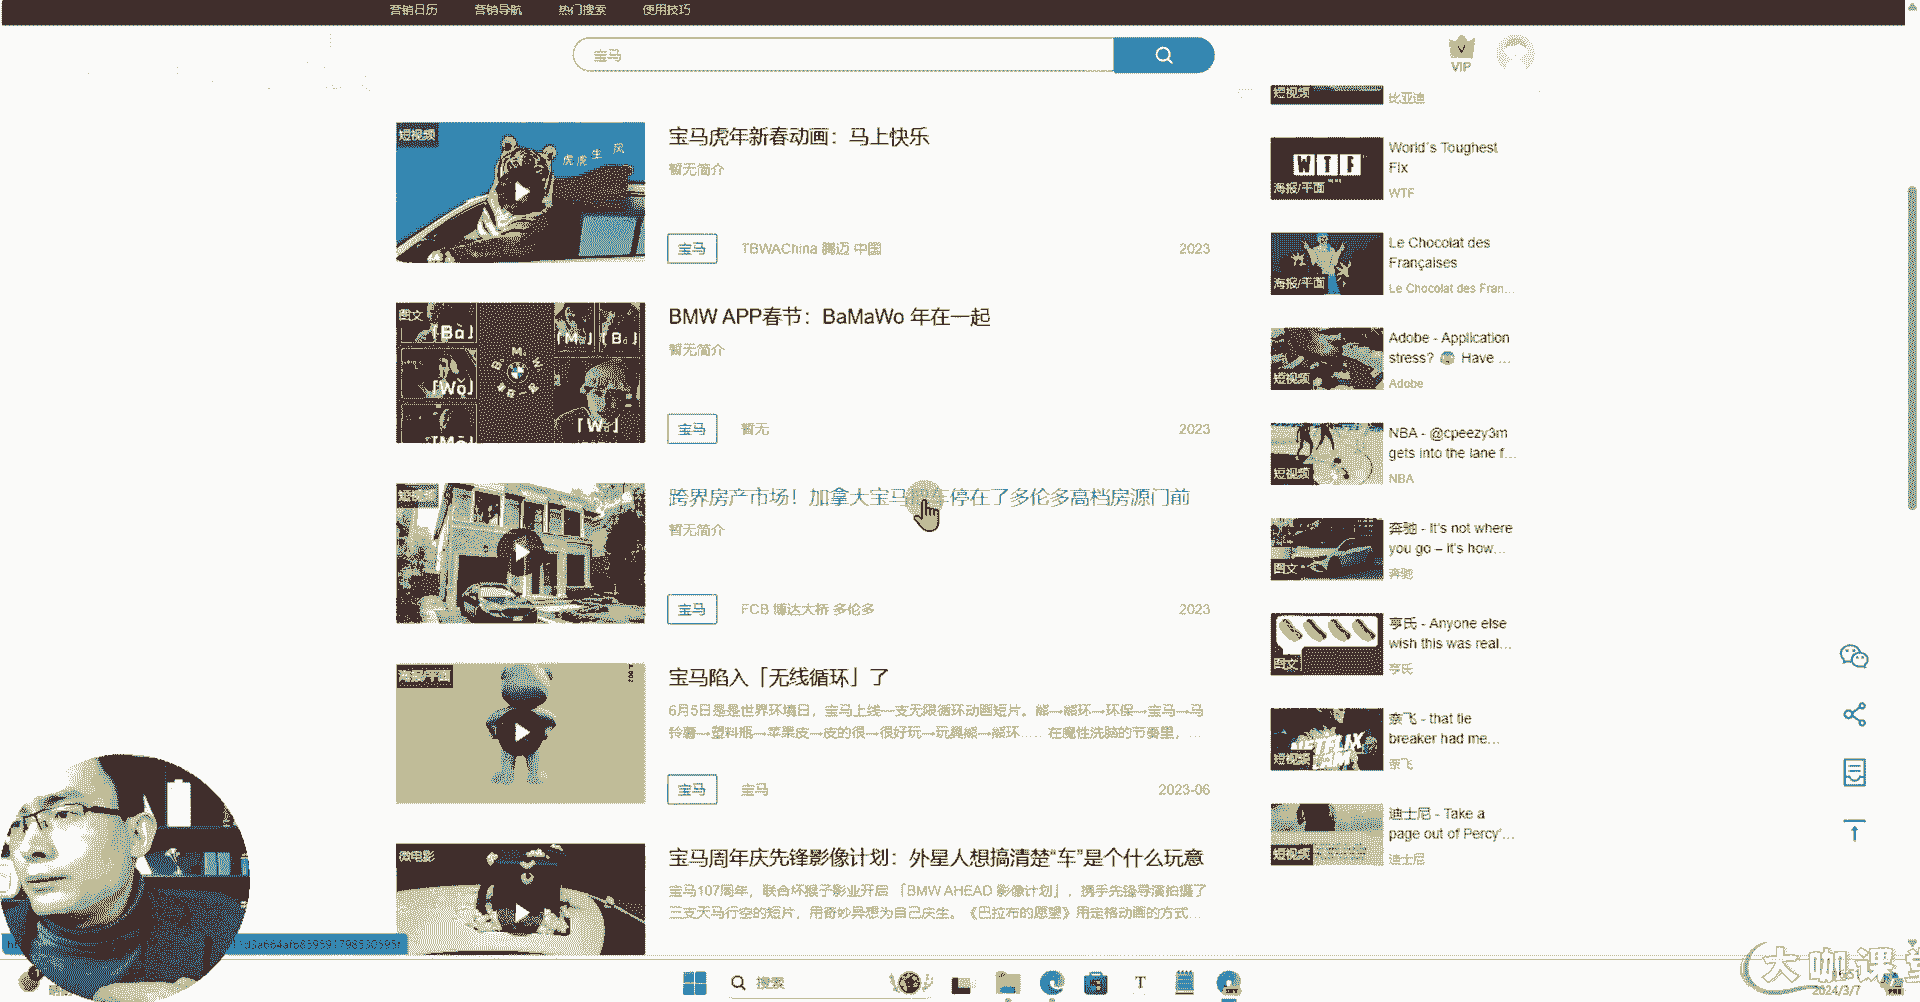 营销日历 营销导航 热门搜索 使用技巧
宝马
VIP
短视频
虎虎生风
宝马虎年新春动画：马上快乐
暂无简介
宝马 TBWAChina 腾迈 中国 2023
图文
「Bà」
「Wǒ」
BMW APP春节：BaMaWo 年在一起
暂无简介
宝马 暂无 2023
跨界房产市场！加拿大宝马把车停在了多伦多高档房源门前
暂无简介
宝马 FCB 博达大桥 多伦多 2023
海报/平面
宝马陷入「无线循环」了
6月5日是是世界环境日，宝马上线一支无限循环动画短片。熊→熊环→环保→宝马→马
铃薯→塑料瓶→苹果皮→皮的很→很好玩→玩具熊→熊环..... 在魔性洗脑的节奏里，...
宝马 宝马 2023-06
微电影
宝马周年庆先锋影像计划：外星人想搞清楚“车”是个什么玩意
宝马107周年，联合坏猴子影业开启「BMW AHEAD 影像计划」，携手先锋导演拍摄了
三支天马行空的短片，用奇妙异想为自己庆生。《巴拉布的愿望》用定格动画的方式...
短视频
比亚迪
WTF
海报/平面
World´s Toughest
Fix
WTF
海报/平面
Le Chocolat des
Françaises
Le Chocolat des Fran...
短视频
Adobe - Application
stress? Have ...
Adobe
短视频
NBA - @cpeezy3m
gets into the lane f...
NBA
图文
奔驰 - It's not where
you go – it's how...
奔驰
图文
亨氏 - Anyone else
wish this was real...
亨氏
短视频
奈飞 - that tie
breaker had me...
奈飞
短视频
迪士尼 - Take a
page out of Percy'...
迪士尼
搜索
2024/3/7
大咖课堂